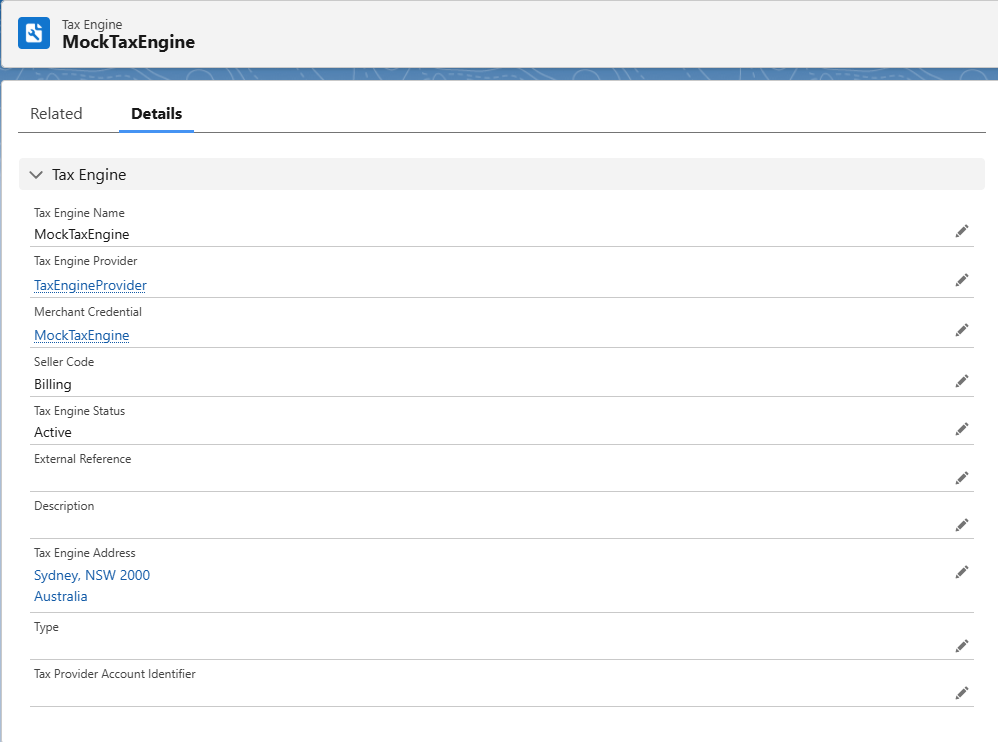 Tax Engine
MockTaxEngine
Related
Details
Tax Engine
Tax Engine Name
MockTaxEngine
Tax Engine Provider
TaxEngineProvider
Merchant Credential
MockTaxEngine
Seller Code
Billing
Tax Engine Status
Active
External Reference
Description
Tax Engine Address
Sydney, NSW 2000
Australia
Type
Tax Provider Account Identifier